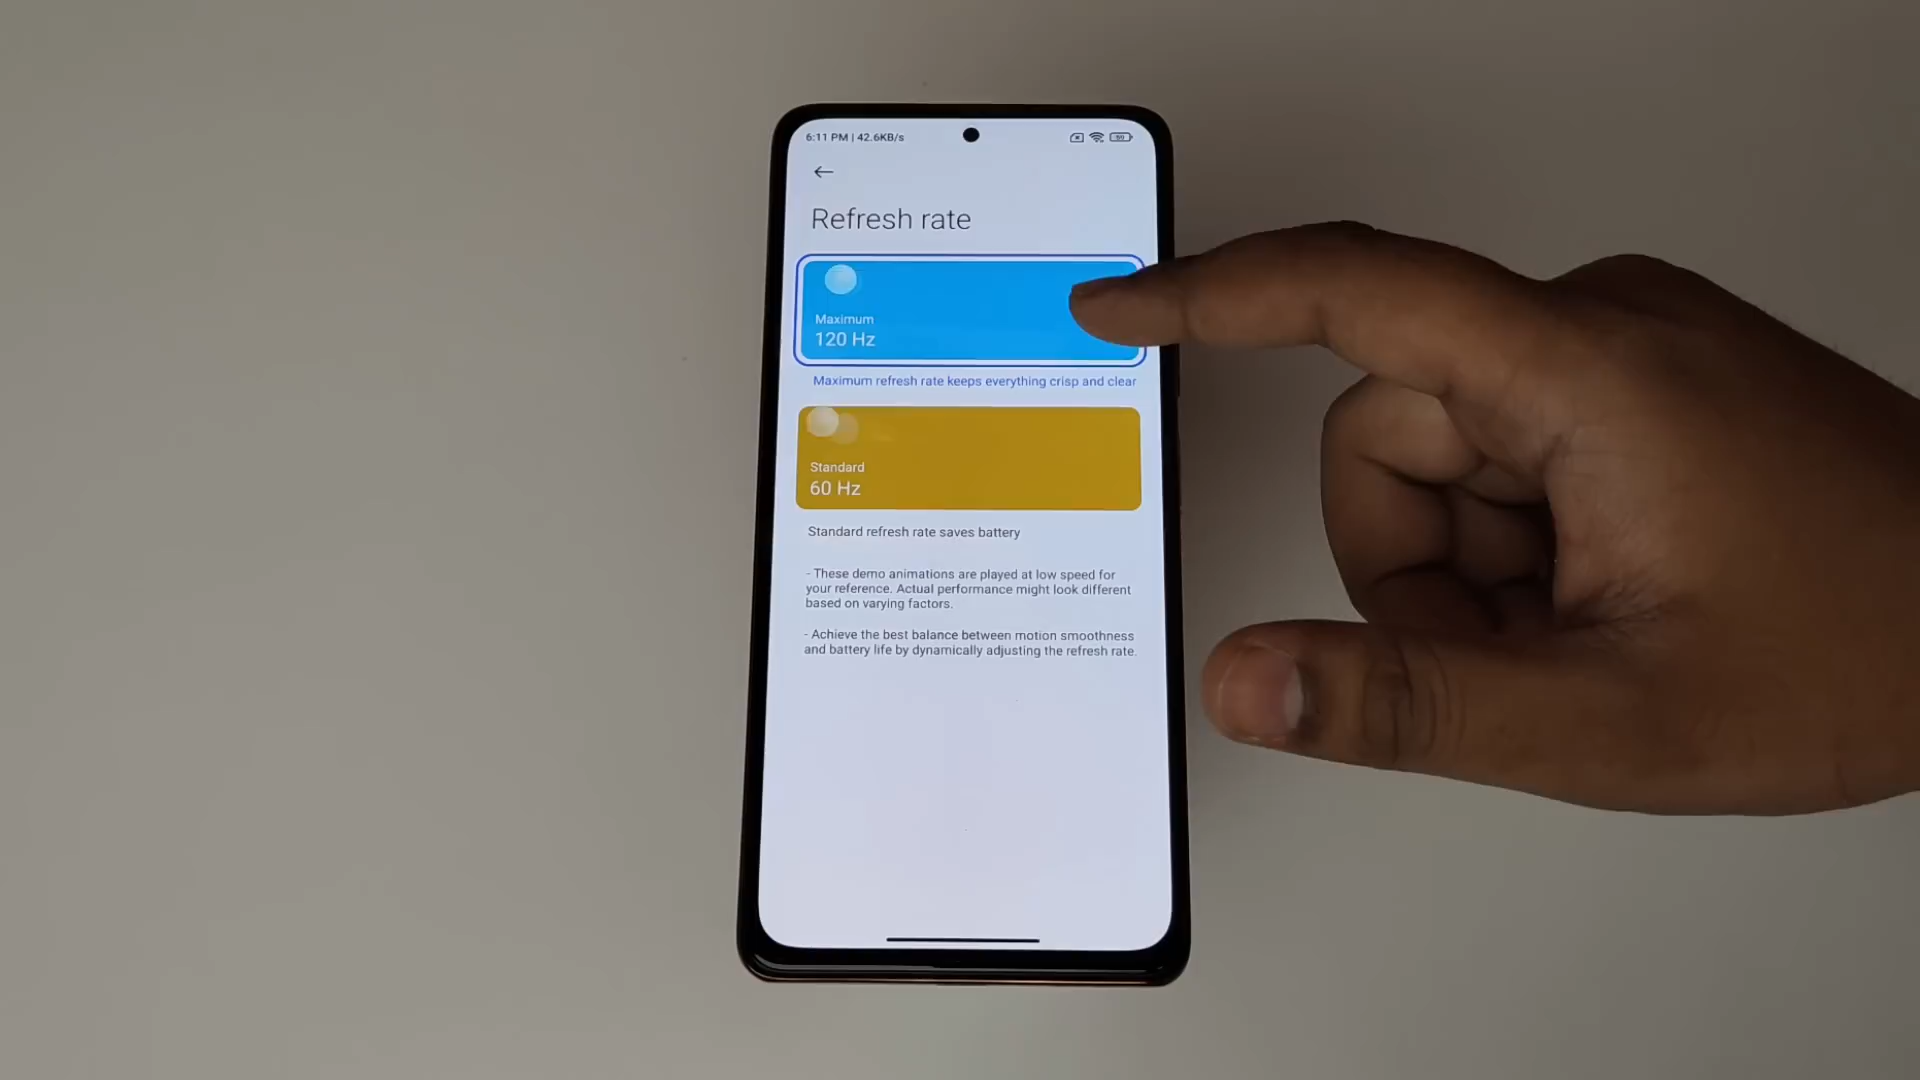 6:11 PM | 42.6KB/s
Refresh rate
Maximum
120 Hz
Maximum refresh rate keeps everything crisp and clear
Standard
60 Hz
Standard refresh rate saves battery
- These demo animations are played at low speed for
your reference. Actual performance might look different
based on varying factors.
- Achieve the best balance between motion smoothness
and battery life by dynamically adjusting the refresh rate.